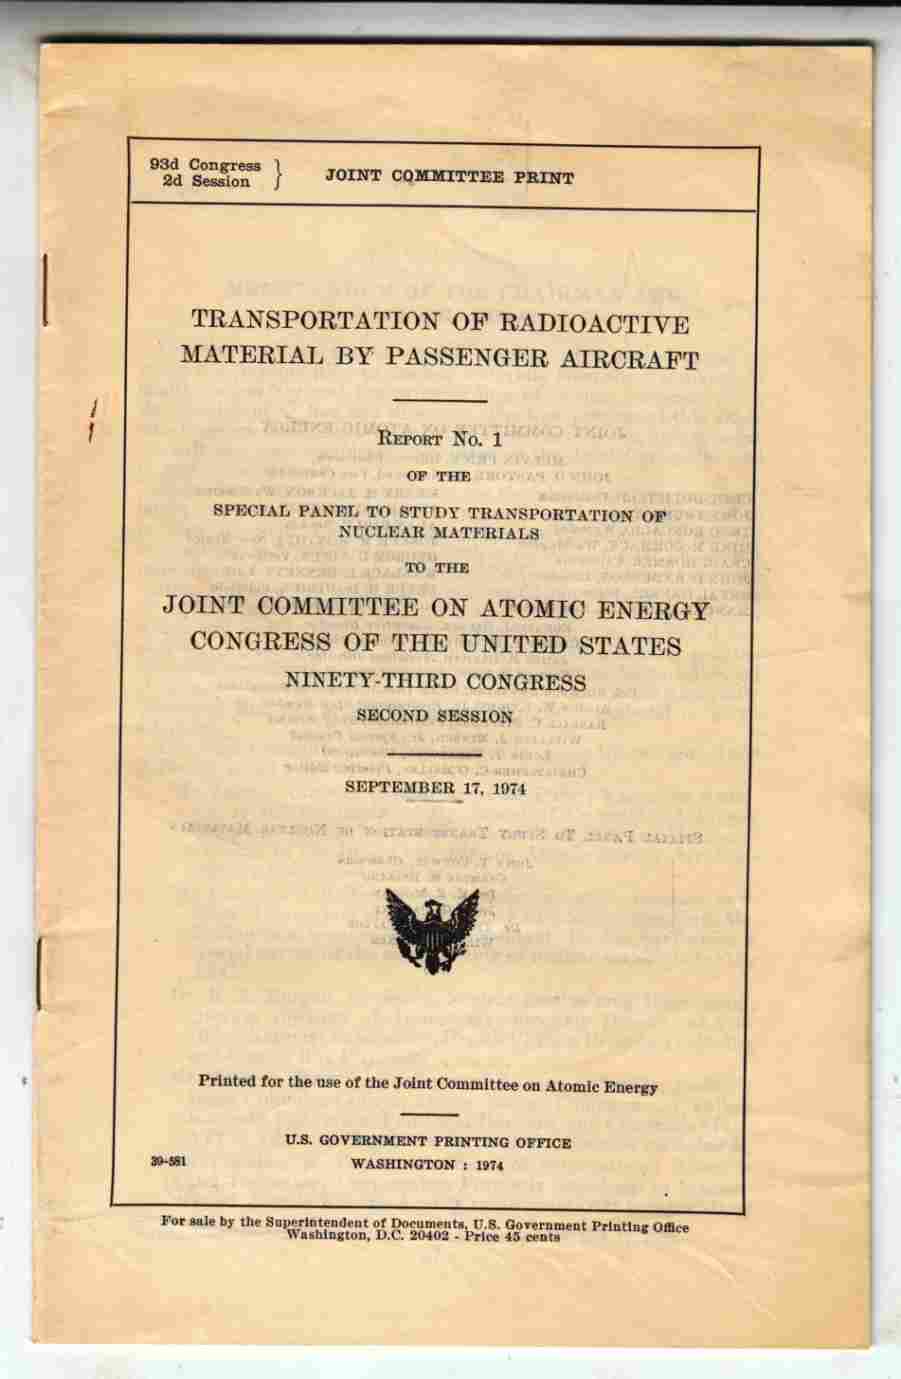 93d Congress
2d Session
JOINT COMMITTEE PRINT
TRANSPORTATION OF RADIOACTIVE
MATERIAL BY PASSENGER AIRCRAFT
REPORT NO. 1
OF THE
SPECIAL PANEL TO STUDY TRANSPORTATION OF
NUCLEAR MATERIALS
TO THE
JOINT COMMITTEE ON ATOMIC ENERGY
CONGRESS OF THE UNITED STATES
NINETY-THIRD CONGRESS
SECOND SESSION
SEPTEMBER 17, 1974
Printed for the use of the Joint Committee on Atomic Energy
U.S. GOVERNMENT PRINTING OFFICE
39-581
WASHINGTON : 1974
For sale by the Superintendent of Documents, U.S. Government Printing Office
Washington, D.C. 20402 - Price 45 cents